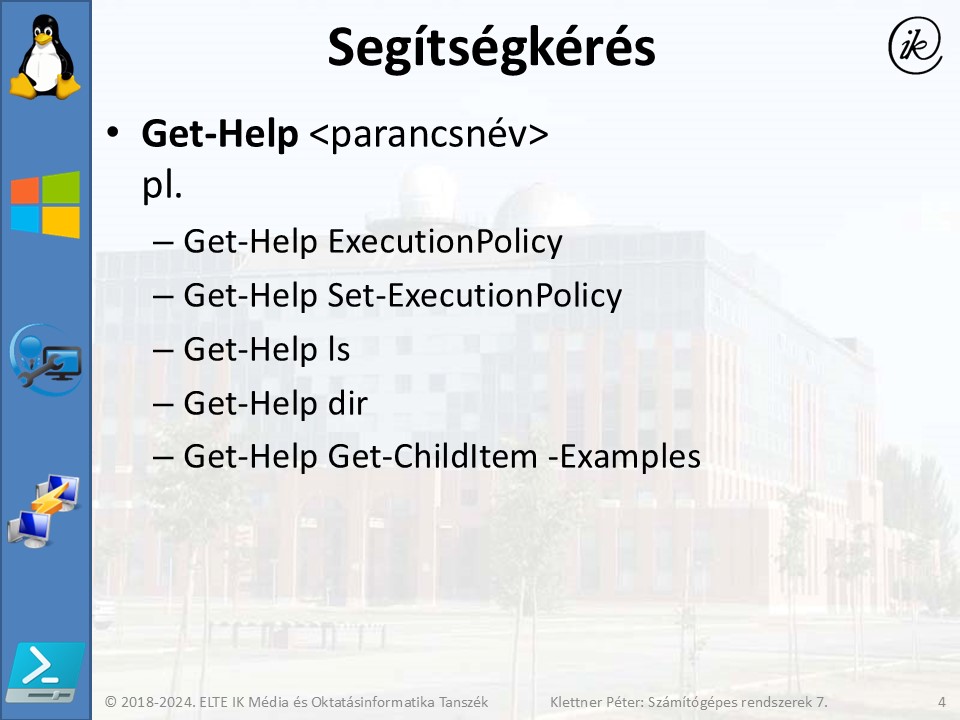 Segítségkérés
ik
• Get-Help <parancsnév>
pl.
– Get-Help ExecutionPolicy
– Get-Help Set-ExecutionPolicy
– Get-Help ls
– Get-Help dir
– Get-Help Get-ChildItem -Examples
© 2018-2024. ELTE IK Média és Oktatásinformatika Tanszék Klettner Péter: Számítógépes rendszerek 7. 4